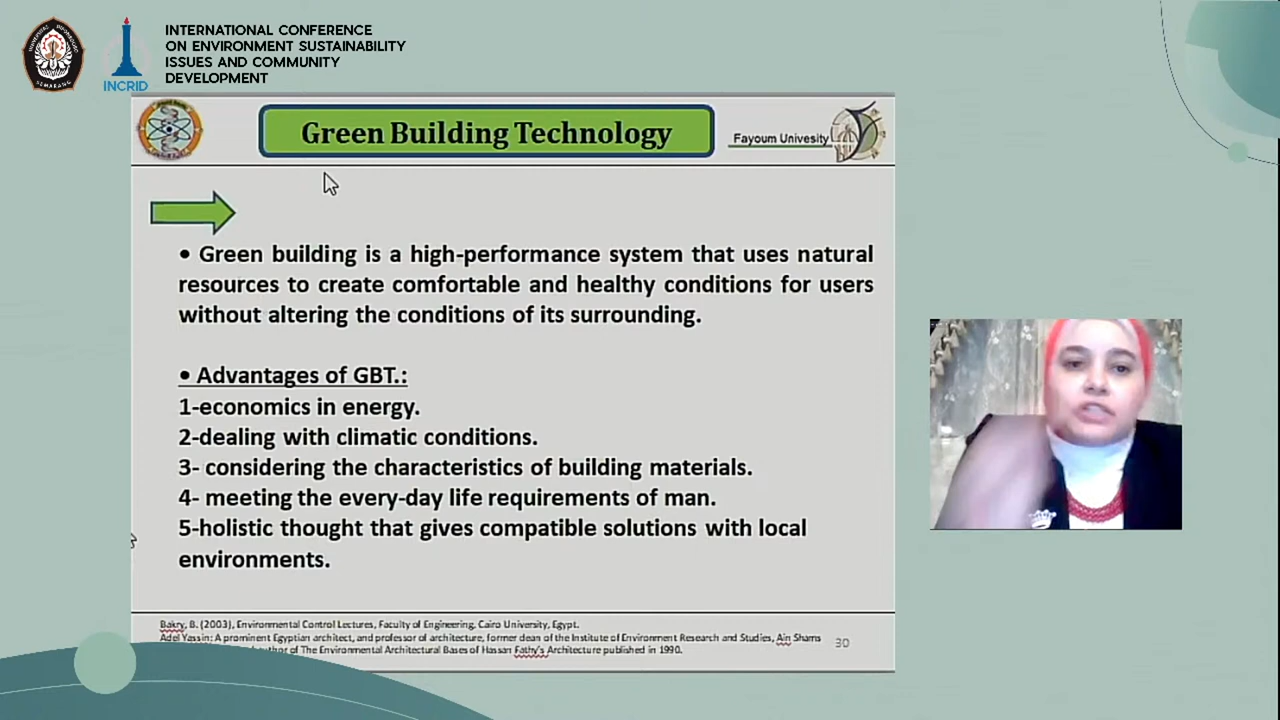 INTERNATIONAL CONFERENCE
ON ENVIRONMENT SUSTAINABILITY
ISSUES AND COMMUNITY
DEVELOPMENT
INCRID
SEMARANG
Green Building Technology
Fayoum Univesity
• Green building is a high-performance system that uses natural
resources to create comfortable and healthy conditions for users
without altering the conditions of its surrounding.
• Advantages of GBT.:
1-economics in energy.
2-dealing with climatic conditions.
3- considering the characteristics of building materials.
4- meeting the every-day life requirements of man.
5-holistic thought that gives compatible solutions with local
environments.
Bakry, B. (2003), Environmental Control Lectures, Faculty of Engineering, Cairo University, Egypt.
Adel Yassin: A prominent Egyptian architect, and professor of architecture, former dean of the Institute of Environment Research and Studies, Ain Shams
of The Environmental Architectural Bases of Hassan Fathy's Architecture published in 1990.
30